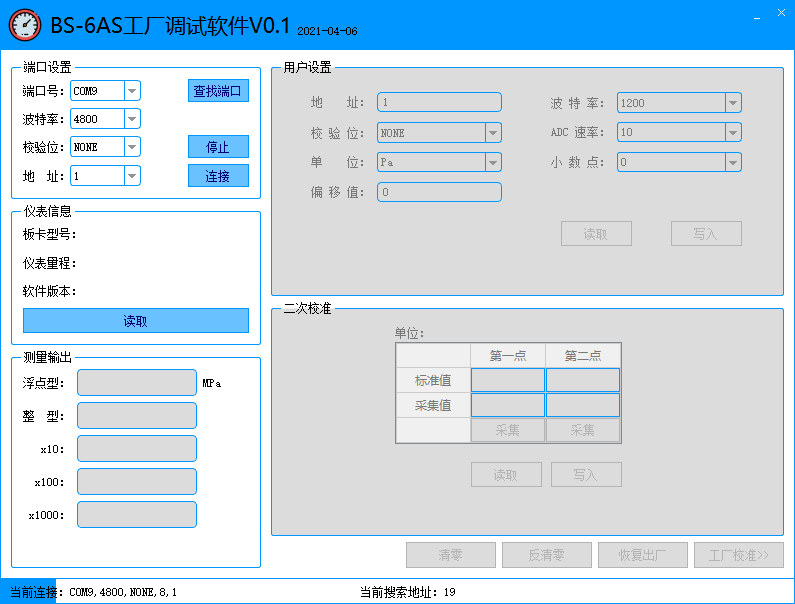 BS-6AS工厂调试软件V0.1 2021-04-06
端口设置
端口号: COM9 查找端口
波特率: 4800
校验位: NONE 停止
地 址: 1 连接
仪表信息
板卡型号:
仪表量程:
软件版本:
读取
测量输出
浮点型: MPa
整 型:
x10:
x100:
x1000:
用户设置
地 址: 1 波 特 率: 1200
校 验 位: NONE ADC 速率: 10
单 位: Pa 小 数 点: 0
偏 移 值: 0
读取 写入
二次校准
单位:
第一点 第二点
标准值
采集值
采集 采集
读取 写入
清零 反清零 恢复出厂 工厂校准>>
当前连接: COM9,4800,NONE,8,1 当前搜索地址: 19